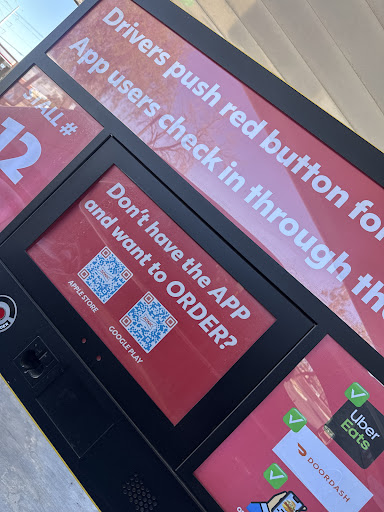 Drivers push red button for
App users check in through th
STALL #
12
Don't have the APP
and want to ORDER?
APPLE STORE
GOOGLE PLAY
Uber
Eats
DOORDASH